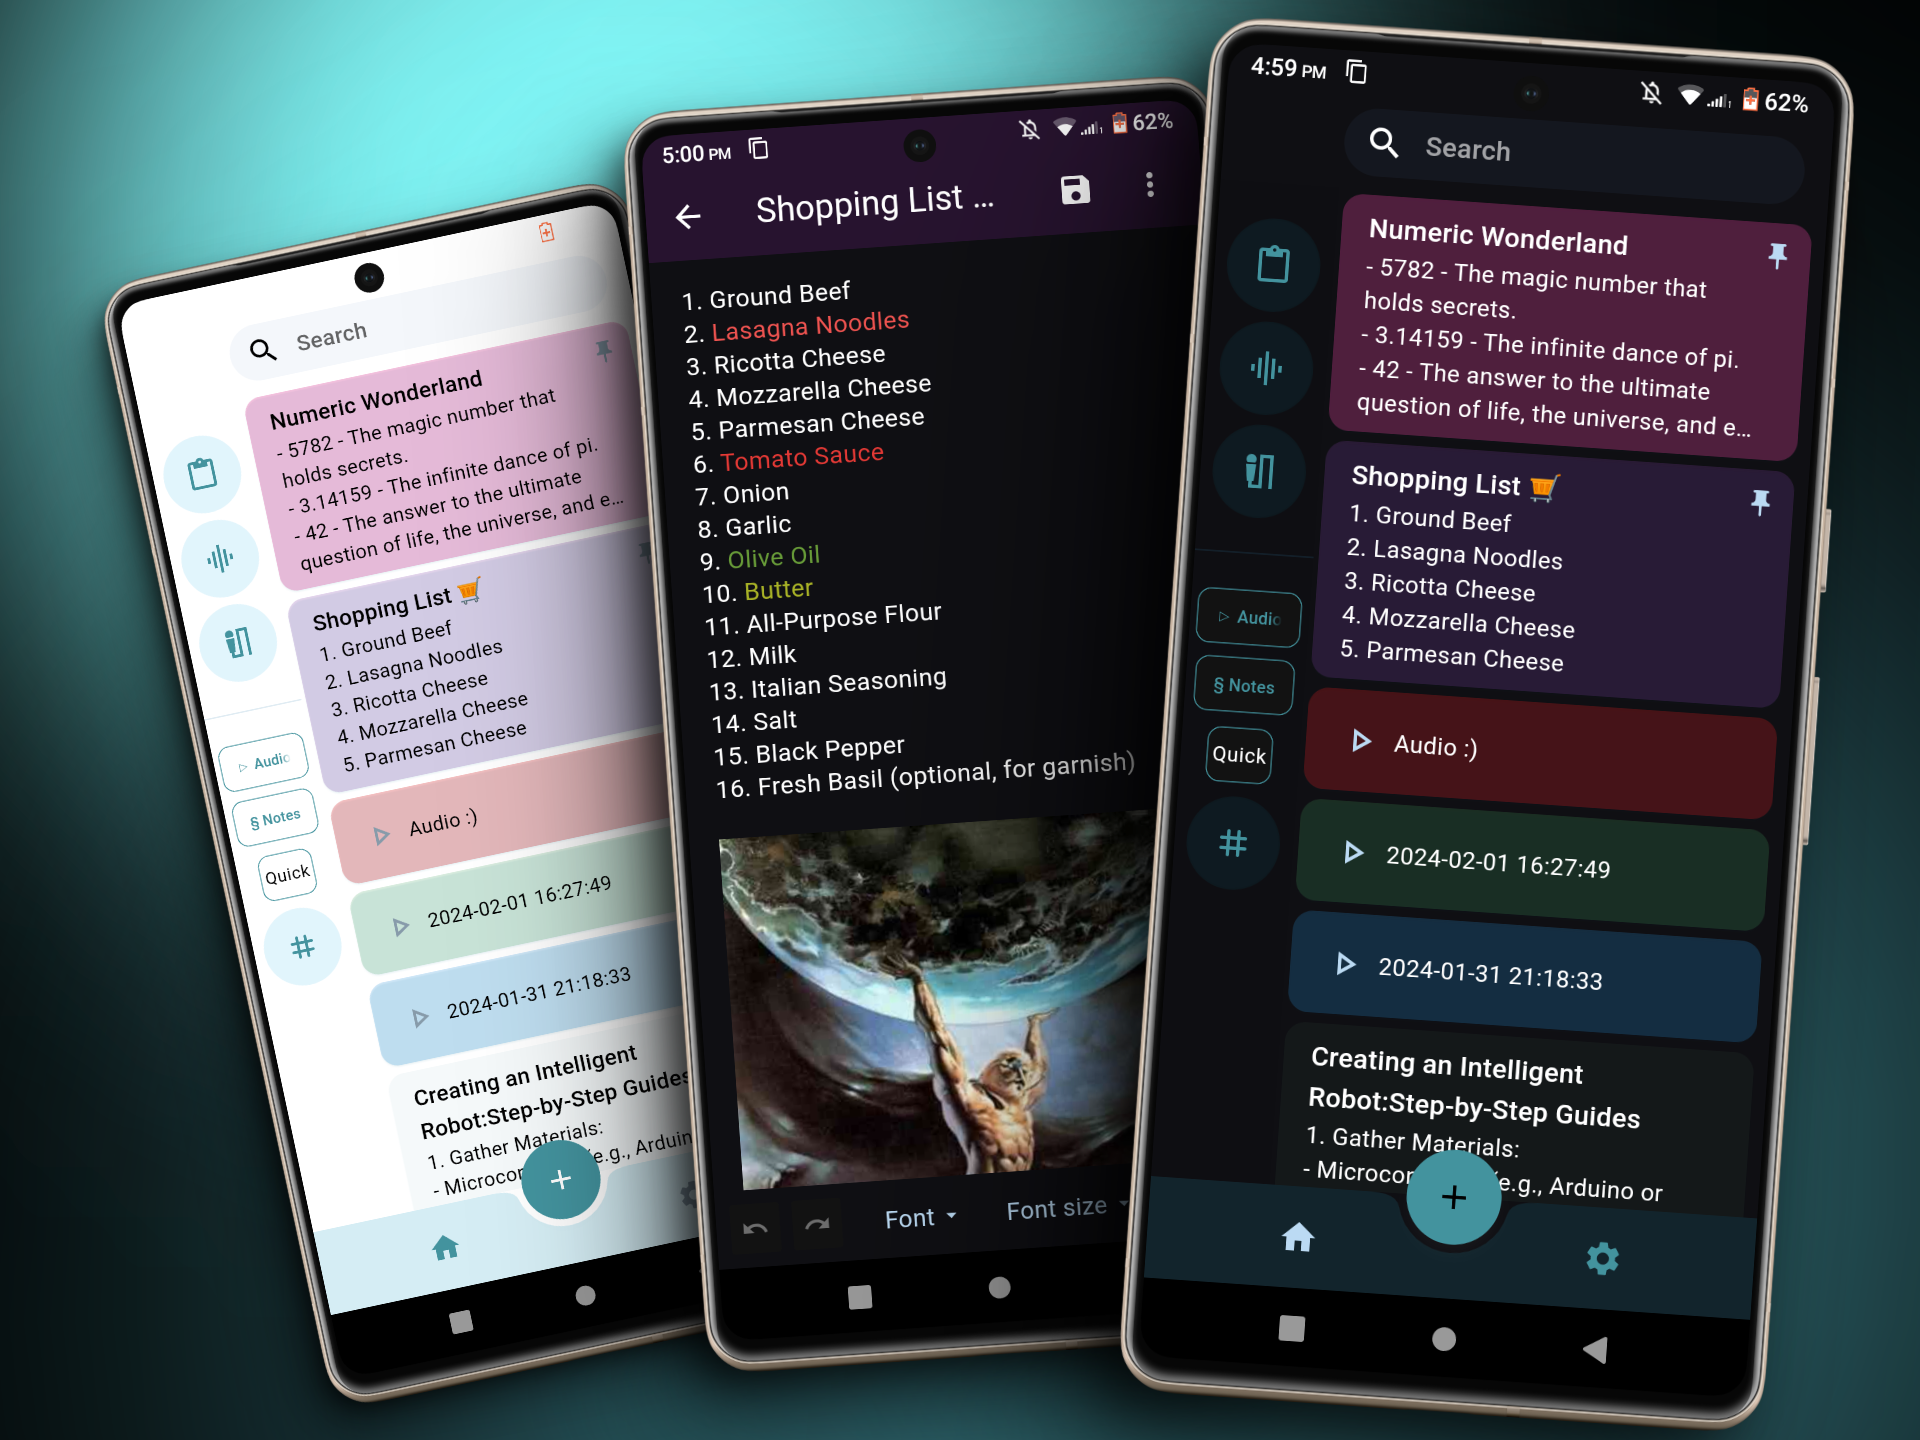 Search
Numeric Wonderland
- 5782 - The magic number that
holds secrets.
- 3.14159 - The infinite dance of pi.
- 42 - The answer to the ultimate
question of life, the universe, and e...
Shopping List 🛒
1. Ground Beef
2. Lasagna Noodles
3. Ricotta Cheese
4. Mozzarella Cheese
5. Parmesan Cheese
▷ Audio
§ Notes
Quick
#
Audio :)
2024-02-01 16:27:49
2024-01-31 21:18:33
Creating an Intelligent
Robot:Step-by-Step Guides
1. Gather Materials:
- Microcon e.g., Arduin
5:00 PM
62%
Shopping List ...
1. Ground Beef
2. Lasagna Noodles
3. Ricotta Cheese
4. Mozzarella Cheese
5. Parmesan Cheese
6. Tomato Sauce
7. Onion
8. Garlic
9. Olive Oil
10. Butter
11. All-Purpose Flour
12. Milk
13. Italian Seasoning
14. Salt
15. Black Pepper
16. Fresh Basil (optional, for garnish)
Font
Font size
4:59 PM
62%
Search
Numeric Wonderland
- 5782 - The magic number that
holds secrets.
- 3.14159 - The infinite dance of pi.
- 42 - The answer to the ultimate
question of life, the universe, and e...
Shopping List 🛒
1. Ground Beef
2. Lasagna Noodles
3. Ricotta Cheese
4. Mozzarella Cheese
5. Parmesan Cheese
▷ Audio
§ Notes
Quick
#
Audio :)
2024-02-01 16:27:49
2024-01-31 21:18:33
Creating an Intelligent
Robot:Step-by-Step Guides
1. Gather Materials:
- Microcon e.g., Arduino or